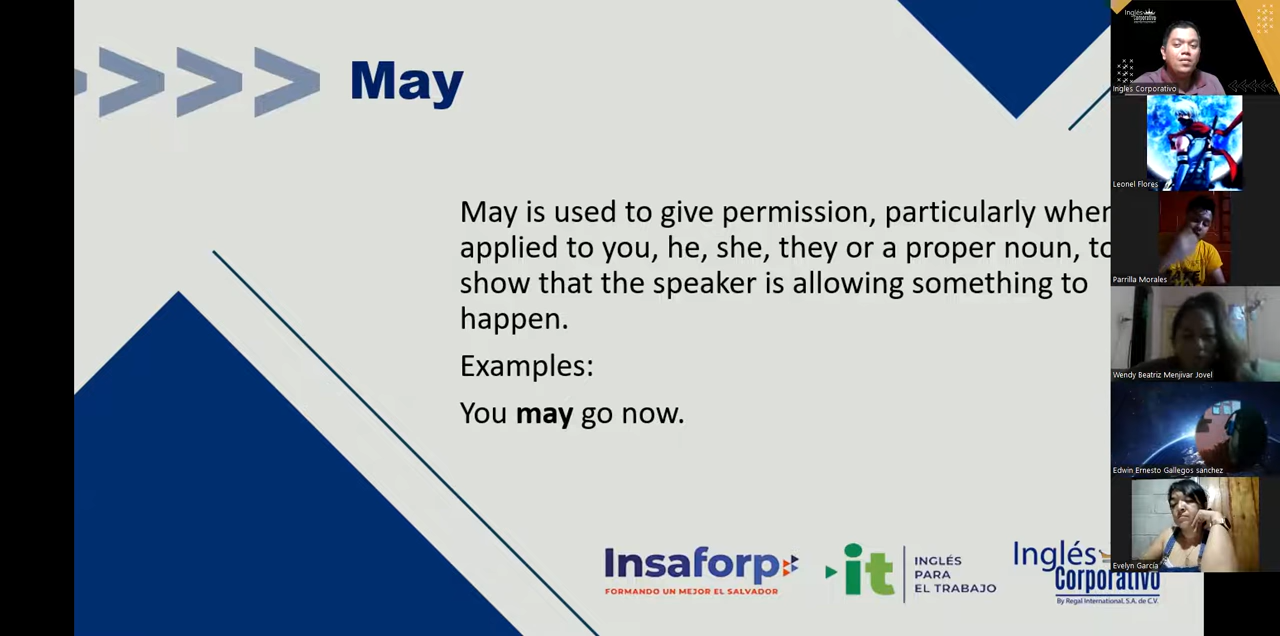 May
May is used to give permission, particularly when
applied to you, he, she, they or a proper noun, to
show that the speaker is allowing something to
happen.
Examples:
You may go now.
Insaforp
FORMANDO UN MEJOR EL SALVADOR
it
INGLÉS
PARA
EL TRABAJO
Inglés
Corporativo
By Regal International, S.A. de C.V.
Inglés
Corporativo
Ingles Corporativo
Leonel Flores
Parrilla Morales
Wendy Beatriz Menjivar Jovel
Edwin Ernesto Gallegos sanchez
Evelyn García